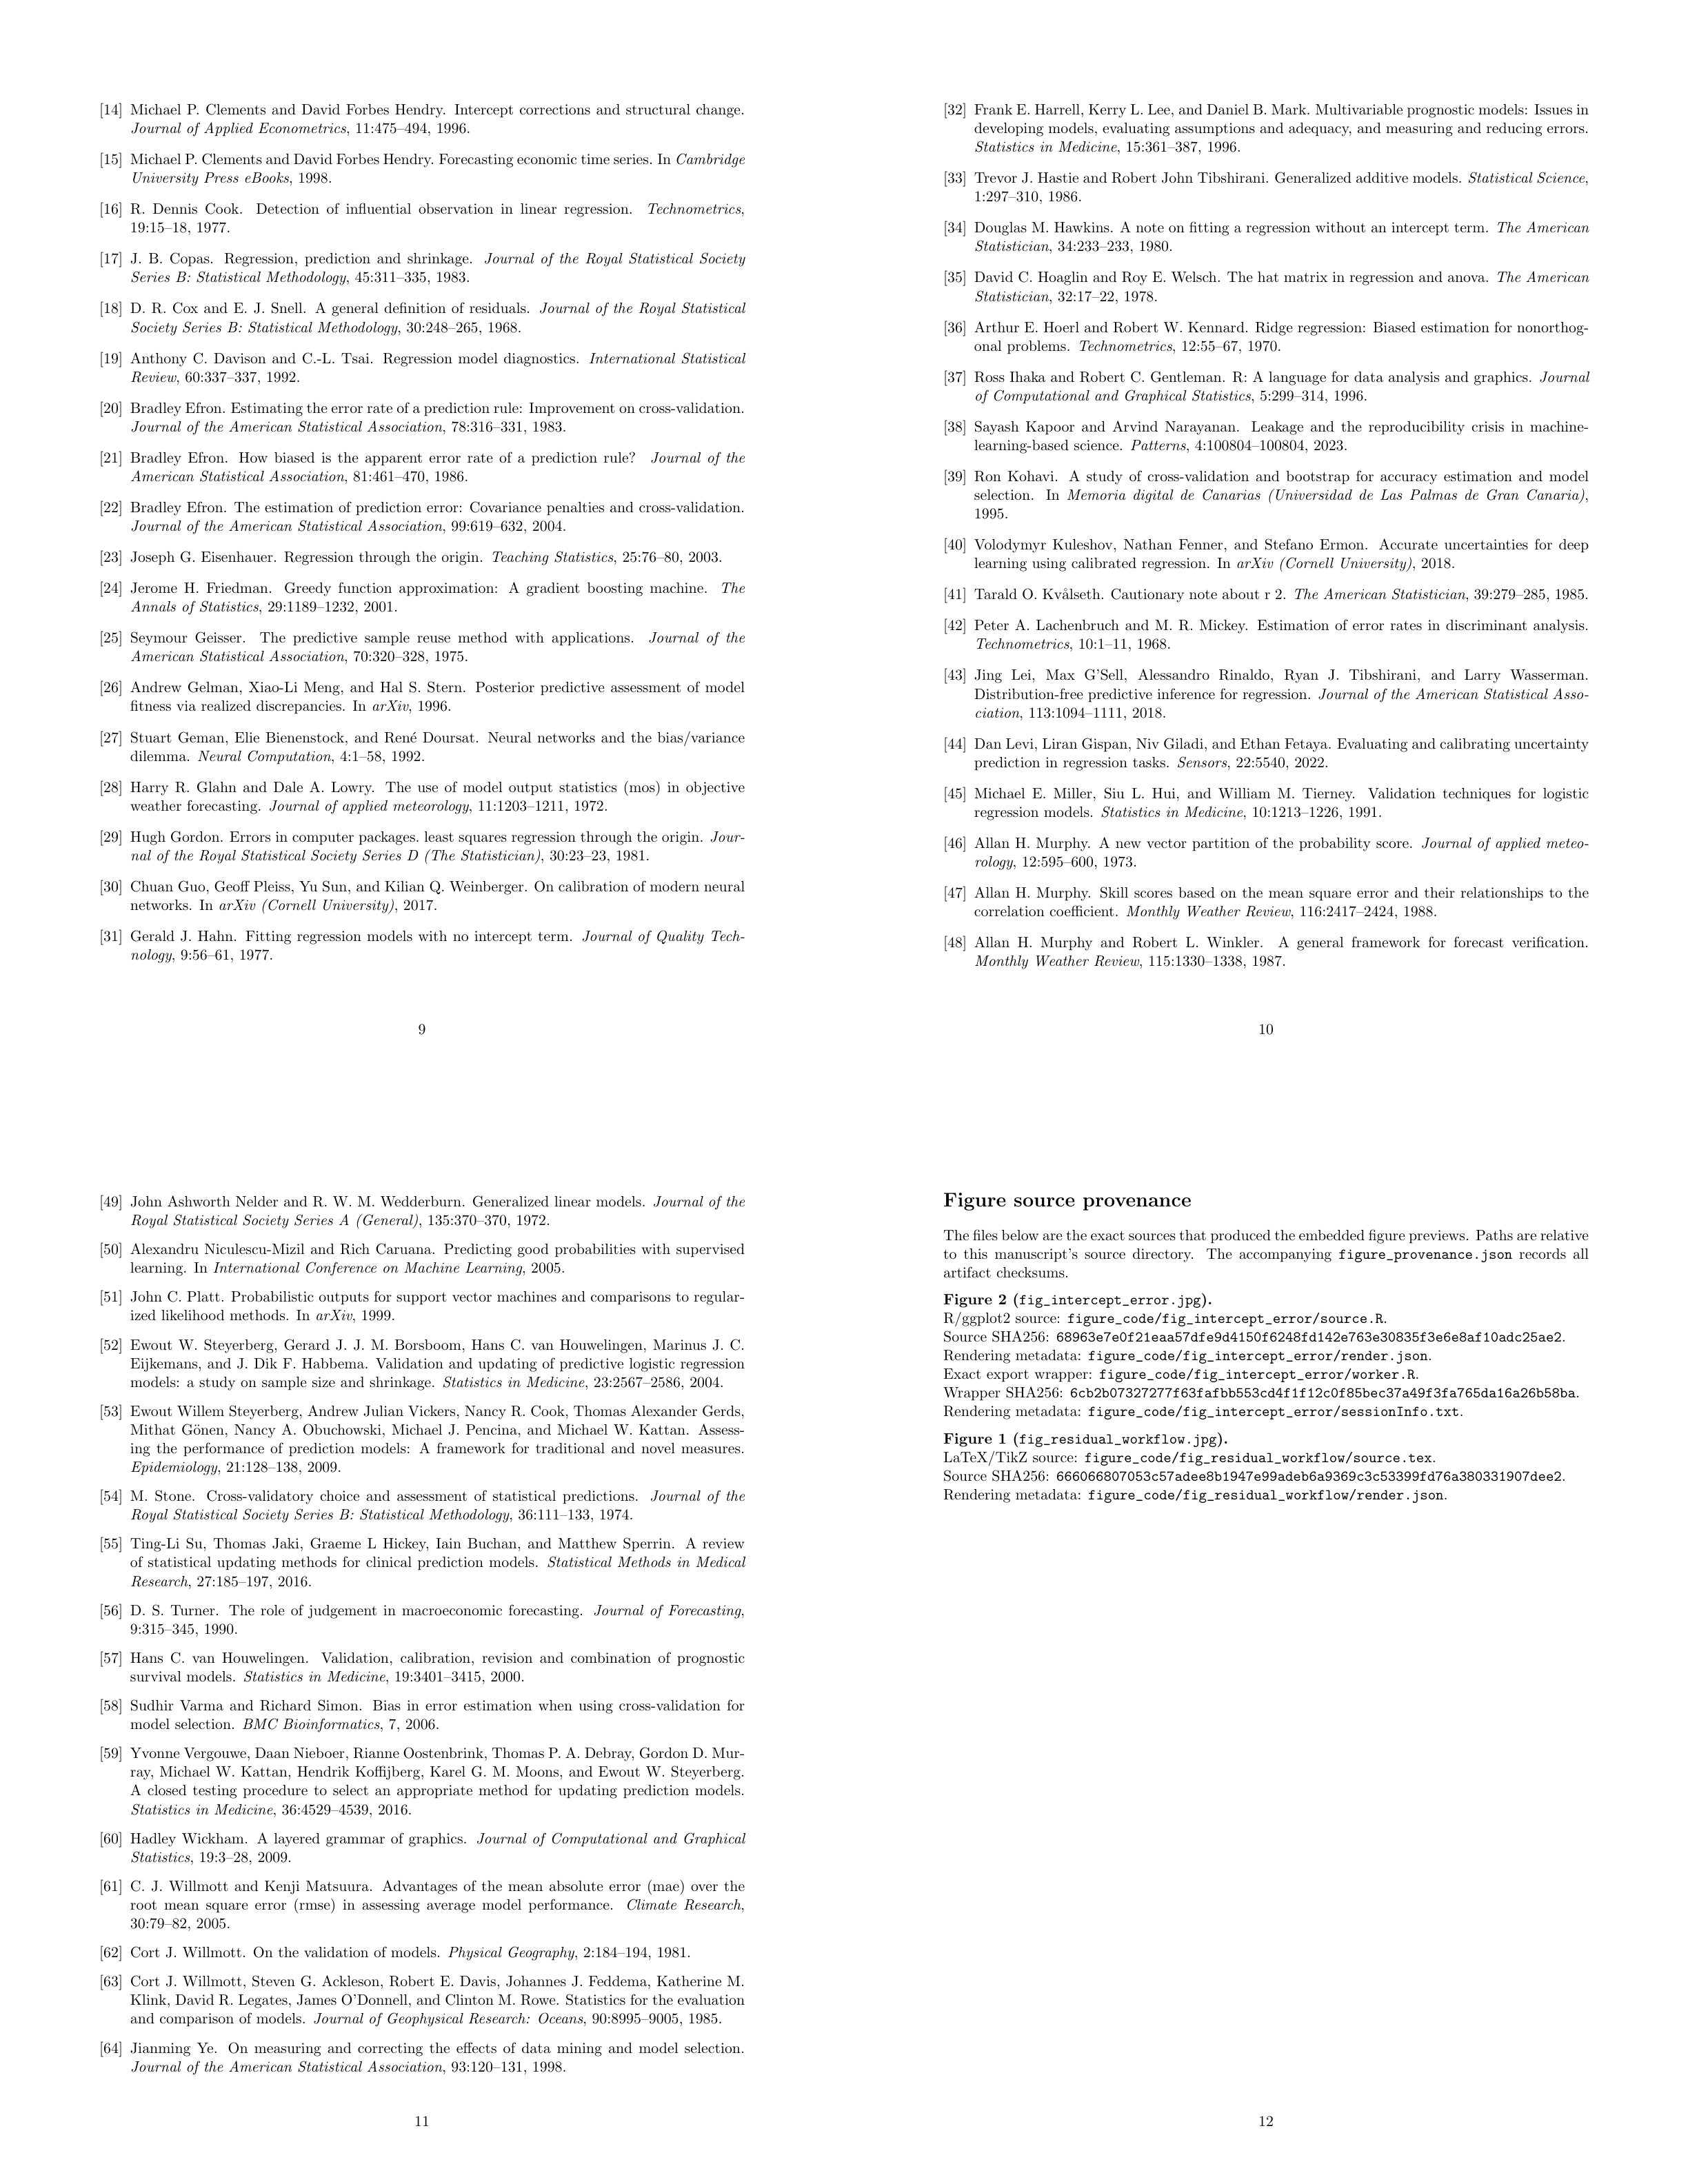 [14] Michael P. Clements and David Forbes Hendry. Intercept corrections and structural change.
Journal of Applied Econometrics, 11:475–494, 1996.
[15] Michael P. Clements and David Forbes Hendry. Forecasting economic time series. In Cambridge
University Press eBooks, 1998.
[16] R. Dennis Cook. Detection of influential observation in linear regression. Technometrics,
19:15–18, 1977.
[17] J. B. Copas. Regression, prediction and shrinkage. Journal of the Royal Statistical Society
Series B: Statistical Methodology, 45:311–335, 1983.
[18] D. R. Cox and E. J. Snell. A general definition of residuals. Journal of the Royal Statistical
Society Series B: Statistical Methodology, 30:248–265, 1968.
[19] Anthony C. Davison and C.-L. Tsai. Regression model diagnostics. International Statistical
Review, 60:337–337, 1992.
[20] Bradley Efron. Estimating the error rate of a prediction rule: Improvement on cross-validation.
Journal of the American Statistical Association, 78:316–331, 1983.
[21] Bradley Efron. How biased is the apparent error rate of a prediction rule? Journal of the
American Statistical Association, 81:461–470, 1986.
[22] Bradley Efron. The estimation of prediction error: Covariance penalties and cross-validation.
Journal of the American Statistical Association, 99:619–632, 2004.
[23] Joseph G. Eisenhauer. Regression through the origin. Teaching Statistics, 25:76–80, 2003.
[24] Jerome H. Friedman. Greedy function approximation: A gradient boosting machine. The
Annals of Statistics, 29:1189–1232, 2001.
[25] Seymour Geisser. The predictive sample reuse method with applications. Journal of the
American Statistical Association, 70:320–328, 1975.
[26] Andrew Gelman, Xiao-Li Meng, and Hal S. Stern. Posterior predictive assessment of model
fitness via realized discrepancies. In arXiv, 1996.
[27] Stuart Geman, Elie Bienenstock, and René Doursat. Neural networks and the bias/variance
dilemma. Neural Computation, 4:1–58, 1992.
[28] Harry R. Glahn and Dale A. Lowry. The use of model output statistics (mos) in objective
weather forecasting. Journal of applied meteorology, 11:1203–1211, 1972.
[29] Hugh Gordon. Errors in computer packages. least squares regression through the origin. Jour-
nal of the Royal Statistical Society Series D (The Statistician), 30:23–23, 1981.
[30] Chuan Guo, Geoff Pleiss, Yu Sun, and Kilian Q. Weinberger. On calibration of modern neural
networks. In arXiv (Cornell University), 2017.
[31] Gerald J. Hahn. Fitting regression models with no intercept term. Journal of Quality Tech-
nology, 9:56–61, 1977.
9
[32] Frank E. Harrell, Kerry L. Lee, and Daniel B. Mark. Multivariable prognostic models: Issues in
developing models, evaluating assumptions and adequacy, and measuring and reducing errors.
Statistics in Medicine, 15:361–387, 1996.
[33] Trevor J. Hastie and Robert John Tibshirani. Generalized additive models. Statistical Science,
1:297–310, 1986.
[34] Douglas M. Hawkins. A note on fitting a regression without an intercept term. The American
Statistician, 34:233–233, 1980.
[35] David C. Hoaglin and Roy E. Welsch. The hat matrix in regression and anova. The American
Statistician, 32:17–22, 1978.
[36] Arthur E. Hoerl and Robert W. Kennard. Ridge regression: Biased estimation for nonorthog-
onal problems. Technometrics, 12:55–67, 1970.
[37] Ross Ihaka and Robert C. Gentleman. R: A language for data analysis and graphics. Journal
of Computational and Graphical Statistics, 5:299–314, 1996.
[38] Sayash Kapoor and Arvind Narayanan. Leakage and the reproducibility crisis in machine-
learning-based science. Patterns, 4:100804–100804, 2023.
[39] Ron Kohavi. A study of cross-validation and bootstrap for accuracy estimation and model
selection. In Memoria digital de Canarias (Universidad de Las Palmas de Gran Canaria),
1995.
[40] Volodymyr Kuleshov, Nathan Fenner, and Stefano Ermon. Accurate uncertainties for deep
learning using calibrated regression. In arXiv (Cornell University), 2018.
[41] Tarald O. Kvålseth. Cautionary note about r 2. The American Statistician, 39:279–285, 1985.
[42] Peter A. Lachenbruch and M. R. Mickey. Estimation of error rates in discriminant analysis.
Technometrics, 10:1–11, 1968.
[43] Jing Lei, Max G'Sell, Alessandro Rinaldo, Ryan J. Tibshirani, and Larry Wasserman.
Distribution-free predictive inference for regression. Journal of the American Statistical Asso-
ciation, 113:1094–1111, 2018.
[44] Dan Levi, Liran Gispan, Niv Giladi, and Ethan Fetaya. Evaluating and calibrating uncertainty
prediction in regression tasks. Sensors, 22:5540, 2022.
[45] Michael E. Miller, Siu L. Hui, and William M. Tierney. Validation techniques for logistic
regression models. Statistics in Medicine, 10:1213–1226, 1991.
[46] Allan H. Murphy. A new vector partition of the probability score. Journal of applied meteo-
rology, 12:595–600, 1973.
[47] Allan H. Murphy. Skill scores based on the mean square error and their relationships to the
correlation coefficient. Monthly Weather Review, 116:2417–2424, 1988.
[48] Allan H. Murphy and Robert L. Winkler. A general framework for forecast verification.
Monthly Weather Review, 115:1330–1338, 1987.
10
[49] John Ashworth Nelder and R. W. M. Wedderburn. Generalized linear models. Journal of the
Royal Statistical Society Series A (General), 135:370–370, 1972.
[50] Alexandru Niculescu-Mizil and Rich Caruana. Predicting good probabilities with supervised
learning. In International Conference on Machine Learning, 2005.
[51] John C. Platt. Probabilistic outputs for support vector machines and comparisons to regular-
ized likelihood methods. In arXiv, 1999.
[52] Ewout W. Steyerberg, Gerard J. J. M. Borsboom, Hans C. van Houwelingen, Marinus J. C.
Eijkemans, and J. Dik F. Habbema. Validation and updating of predictive logistic regression
models: a study on sample size and shrinkage. Statistics in Medicine, 23:2567–2586, 2004.
[53] Ewout Willem Steyerberg, Andrew Julian Vickers, Nancy R. Cook, Thomas Alexander Gerds,
Mithat Gönen, Nancy A. Obuchowski, Michael J. Pencina, and Michael W. Kattan. Assess-
ing the performance of prediction models: A framework for traditional and novel measures.
Epidemiology, 21:128–138, 2009.
[54] M. Stone. Cross-validatory choice and assessment of statistical predictions. Journal of the
Royal Statistical Society Series B: Statistical Methodology, 36:111–133, 1974.
[55] Ting-Li Su, Thomas Jaki, Graeme L Hickey, Iain Buchan, and Matthew Sperrin. A review
of statistical updating methods for clinical prediction models. Statistical Methods in Medical
Research, 27:185–197, 2016.
[56] D. S. Turner. The role of judgement in macroeconomic forecasting. Journal of Forecasting,
9:315–345, 1990.
[57] Hans C. van Houwelingen. Validation, calibration, revision and combination of prognostic
survival models. Statistics in Medicine, 19:3401–3415, 2000.
[58] Sudhir Varma and Richard Simon. Bias in error estimation when using cross-validation for
model selection. BMC Bioinformatics, 7, 2006.
[59] Yvonne Vergouwe, Daan Nieboer, Rianne Oostenbrink, Thomas P. A. Debray, Gordon D. Mur-
ray, Michael W. Kattan, Hendrik Koffijberg, Karel G. M. Moons, and Ewout W. Steyerberg.
A closed testing procedure to select an appropriate method for updating prediction models.
Statistics in Medicine, 36:4529–4539, 2016.
[60] Hadley Wickham. A layered grammar of graphics. Journal of Computational and Graphical
Statistics, 19:3–28, 2009.
[61] C. J. Willmott and Kenji Matsuura. Advantages of the mean absolute error (mae) over the
root mean square error (rmse) in assessing average model performance. Climate Research,
30:79–82, 2005.
[62] Cort J. Willmott. On the validation of models. Physical Geography, 2:184–194, 1981.
[63] Cort J. Willmott, Steven G. Ackleson, Robert E. Davis, Johannes J. Feddema, Katherine M.
Klink, David R. Legates, James O'Donnell, and Clinton M. Rowe. Statistics for the evaluation
and comparison of models. Journal of Geophysical Research: Oceans, 90:8995–9005, 1985.
[64] Jianming Ye. On measuring and correcting the effects of data mining and model selection.
Journal of the American Statistical Association, 93:120–131, 1998.
11
Figure source provenance
The files below are the exact sources that produced the embedded figure previews. Paths are relative
to this manuscript's source directory. The accompanying figure_provenance.json records all
artifact checksums.
Figure 2 (fig_intercept_error.jpg).
R/ggplot2 source: figure_code/fig_intercept_error/source.R.
Source SHA256: 68963e7e0f21eaa57dfe9d4150f6248fd142e763e30835f3e6e8af10adc25ae2.
Rendering metadata: figure_code/fig_intercept_error/render.json.
Exact export wrapper: figure_code/fig_intercept_error/worker.R.
Wrapper SHA256: 6cb2b07327277f63fafbb553cd4f1f12c0f85bec37a49f3fa765da16a26b58ba.
Rendering metadata: figure_code/fig_intercept_error/sessionInfo.txt.
Figure 1 (fig_residual_workflow.jpg).
LaTeX/TikZ source: figure_code/fig_residual_workflow/source.tex.
Source SHA256: 666066807053c57adee8b1947e99adeb6a9369c3c53399fd76a380331907dee2.
Rendering metadata: figure_code/fig_residual_workflow/render.json.
12